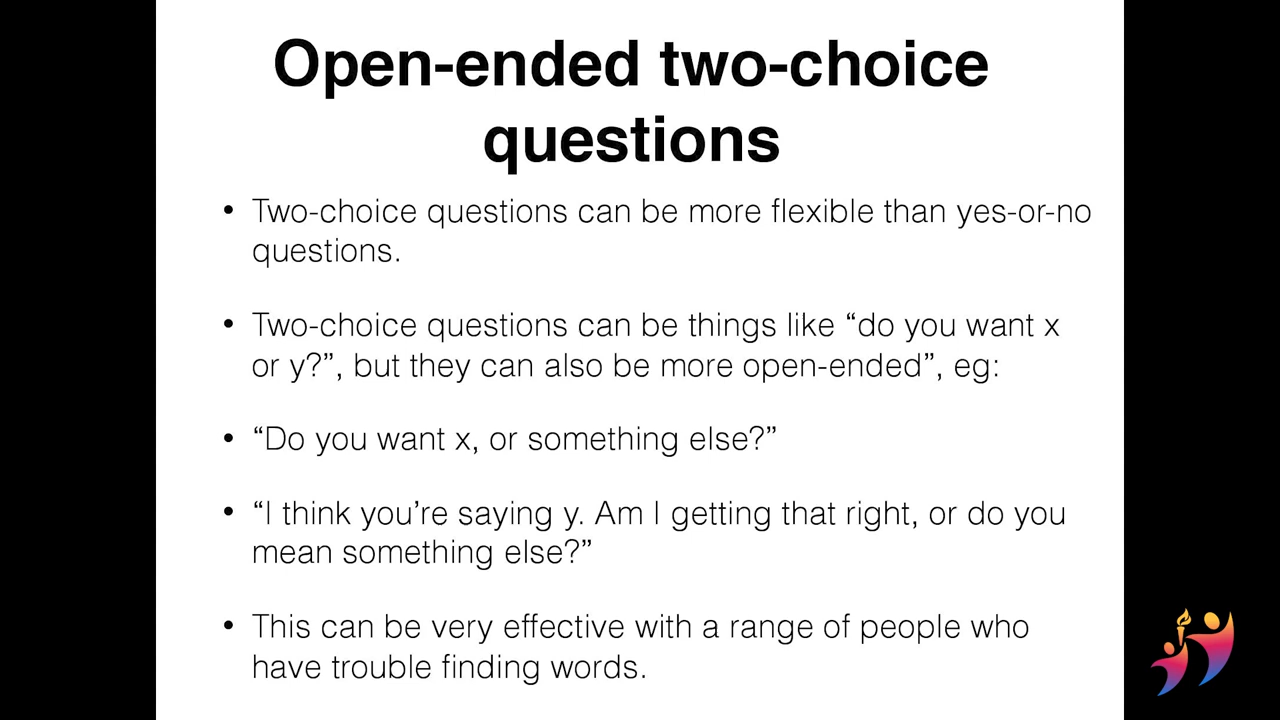 Open-ended two-choice
questions
• Two-choice questions can be more flexible than yes-or-no
questions.
• Two-choice questions can be things like “do you want x
or y?”, but they can also be more open-ended”, eg:
• “Do you want x, or something else?”
• “I think you’re saying y. Am I getting that right, or do you
mean something else?”
• This can be very effective with a range of people who
have trouble finding words.